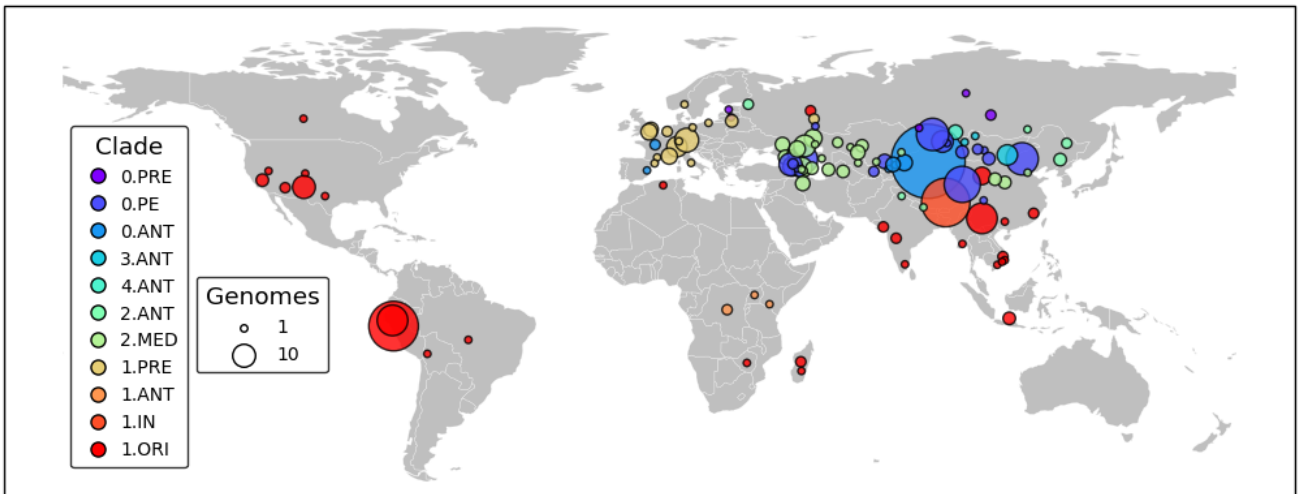 Clade
0.PRE
0.PE
0.ANT
3.ANT
4.ANT
2.ANT
2.MED
1.PRE
1.ANT
1.IN
1.ORI
Genomes
1
10